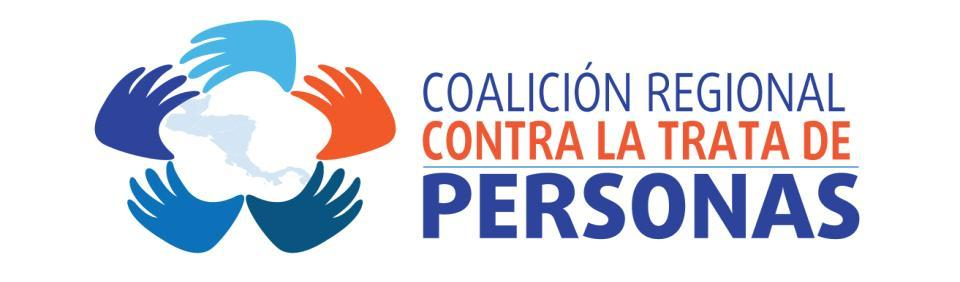 COALICIÓN REGIONAL
CONTRA LA TRATA DE
PERSONAS